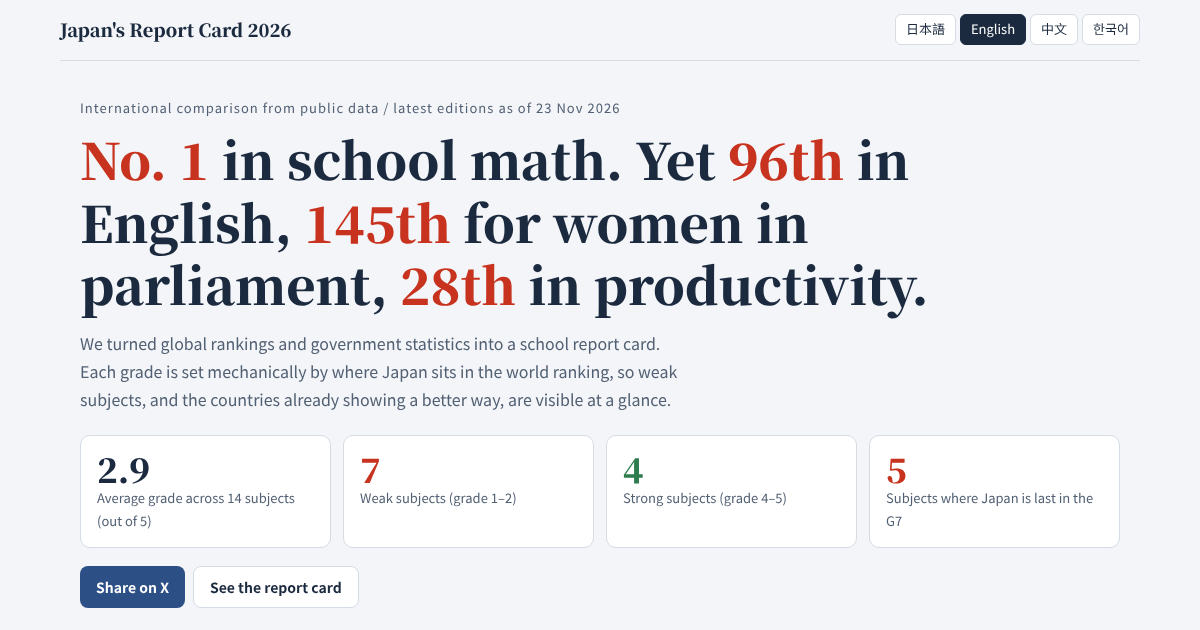 Japan's Report Card 2026
日本語
English
中文
한국어
International comparison from public data / latest editions as of 23 Nov 2026
No. 1 in school math. Yet 96th in
English, 145th for women in
parliament, 28th in productivity.
We turned global rankings and government statistics into a school report card.
Each grade is set mechanically by where Japan sits in the world ranking, so weak
subjects, and the countries already showing a better way, are visible at a glance.
2.9
Average grade across 14 subjects
(out of 5)
7
Weak subjects (grade 1–2)
4
Strong subjects (grade 4–5)
5
Subjects where Japan is last in the
G7
Share on X
See the report card